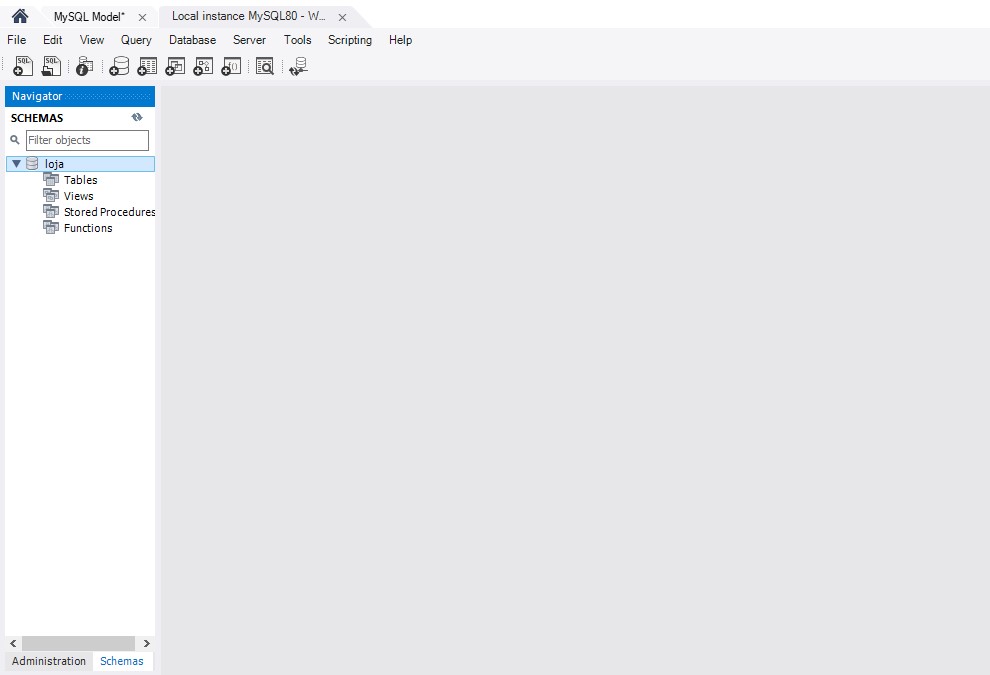 MySQL Model* Local instance MySQL80 - W...
File Edit View Query Database Server Tools Scripting Help
Navigator
SCHEMAS
Filter objects
loja
Tables
Views
Stored Procedures
Functions
Administration Schemas